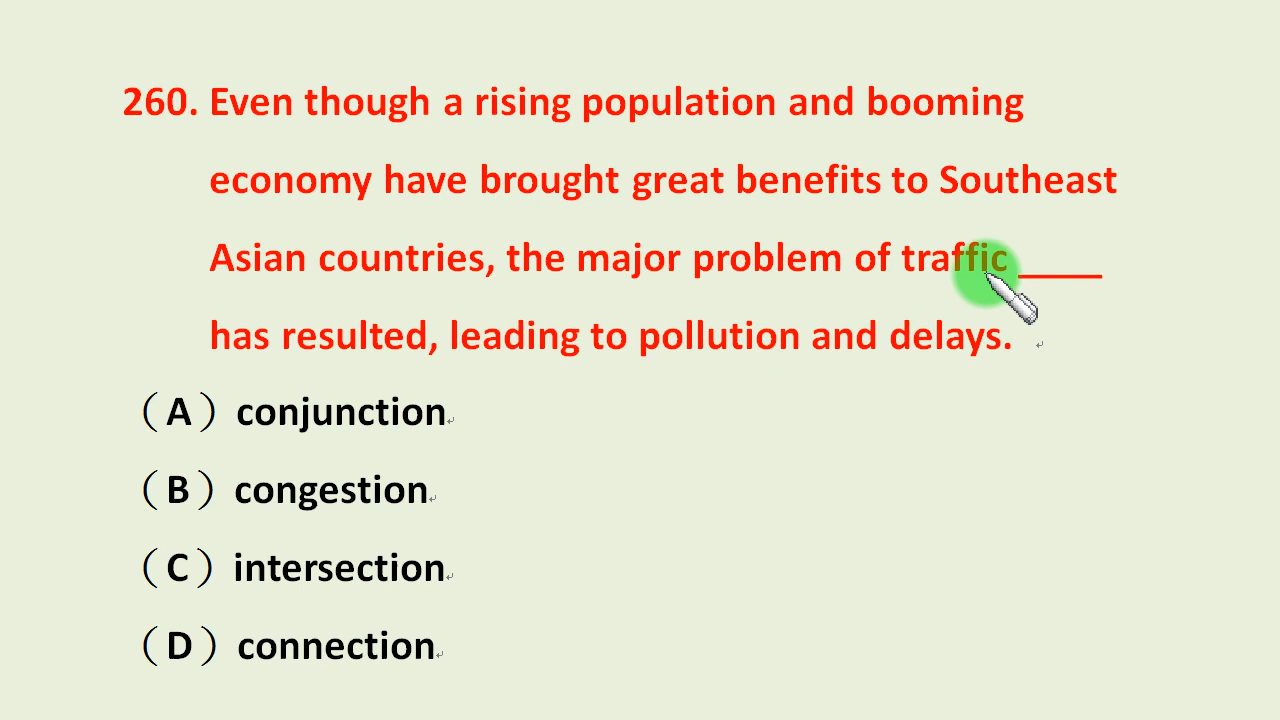 260. Even though a rising population and booming
economy have brought great benefits to Southeast
Asian countries, the major problem of traffic ____
has resulted, leading to pollution and delays.
（A）conjunction
（B）congestion
（C）intersection
（D）connection